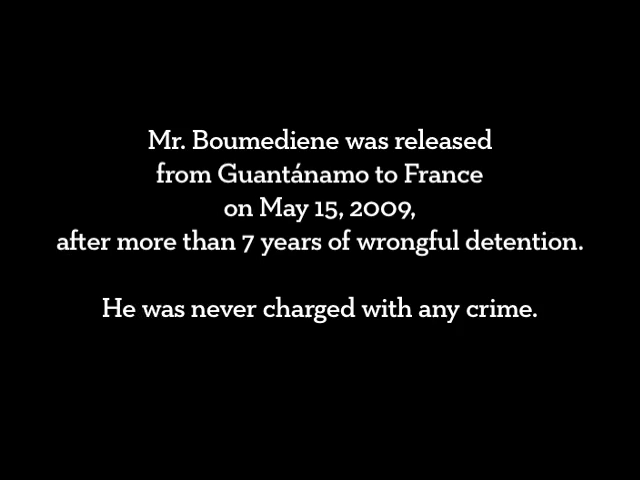 Mr. Boumediene was released
from Guantánamo to France
on May 15, 2009,
after more than 7 years of wrongful detention.
He was never charged with any crime.